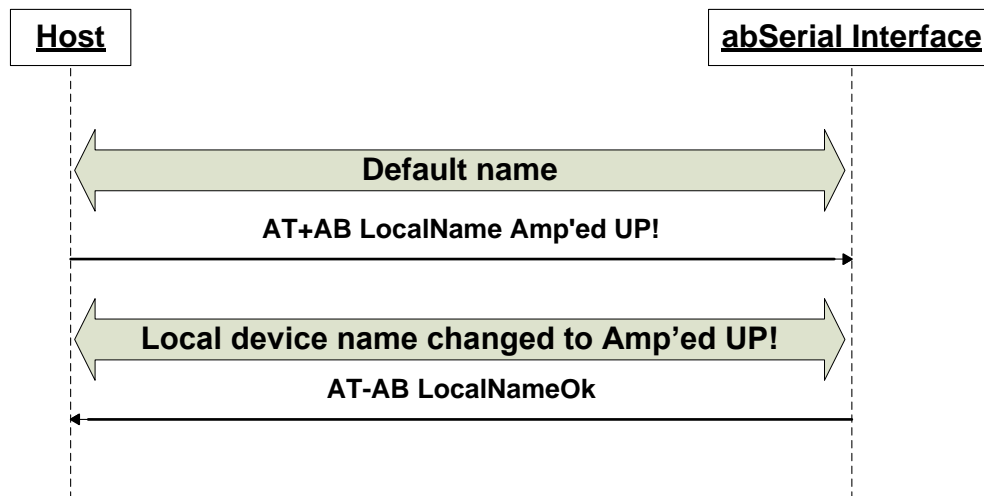 Host
abSerial Interface
Default name
AT+AB LocalName Amp'ed UP!
Local device name changed to Amp’ed UP!
AT-AB LocalNameOk